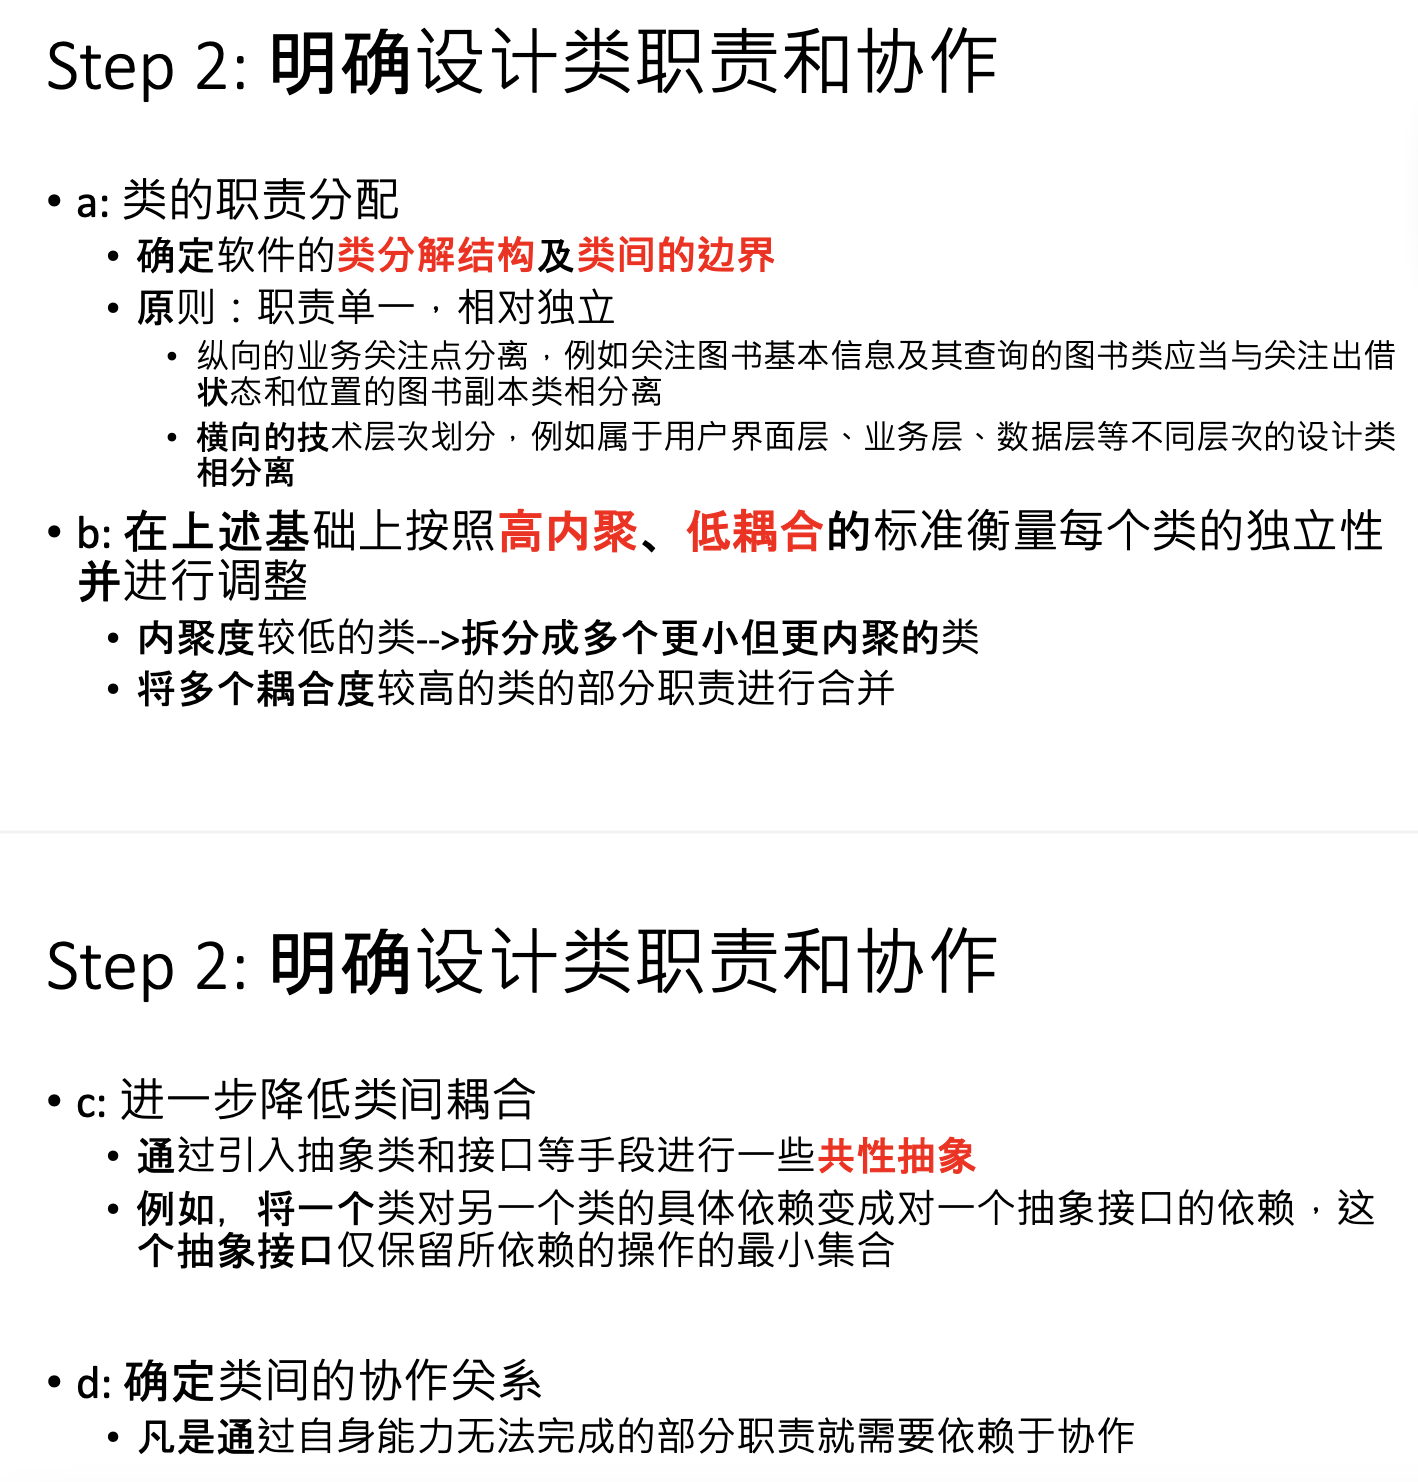 Step 2: 明确设计类职责和协作
• a: 类的职责分配
• 确定软件的类分解结构及类间的边界
• 原则：职责单一，相对独立
• 纵向的业务关注点分离，例如关注图书基本信息及其查询的图书类应当与关注出借
状态和位置的图书副本类相分离
• 横向的技术层次划分，例如属于用户界面层、业务层、数据层等不同层次的设计类
相分离
• b: 在上述基础上按照高内聚、低耦合的标准衡量每个类的独立性
并进行调整
• 内聚度较低的类-->拆分成多个更小但更内聚的类
• 将多个耦合度较高的类的部分职责进行合并
Step 2: 明确设计类职责和协作
• c: 进一步降低类间耦合
• 通过引入抽象类和接口等手段进行一些共性抽象
• 例如，将一个类对另一个类的具体依赖变成对一个抽象接口的依赖，这
个抽象接口仅保留所依赖的操作的最小集合
• d: 确定类间的协作关系
• 凡是通过自身能力无法完成的部分职责就需要依赖于协作